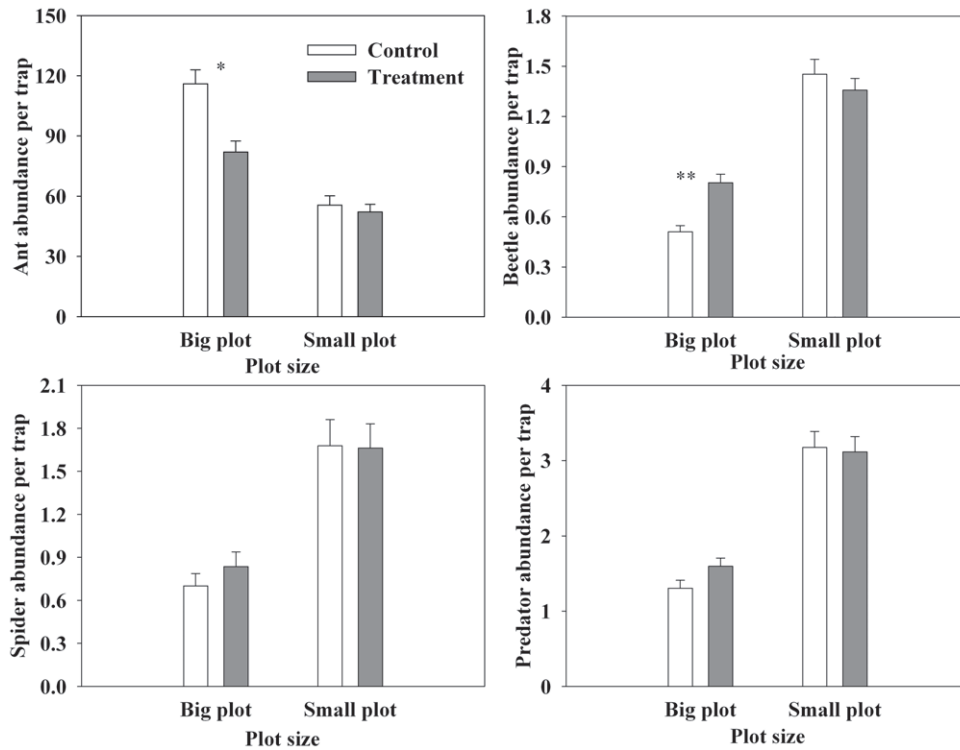 150
120
90
60
30
0
Ant abundance per trap
*
Control
Treatment
Big plot
Small plot
Plot size
1.8
1.5
1.2
0.9
0.6
0.3
0.0
Beetle abundance per trap
**
Big plot
Small plot
Plot size
2.1
1.8
1.5
1.2
0.9
0.6
0.3
0.0
Spider abundance per trap
Big plot
Small plot
Plot size
4
3
2
1
0
Predator abundance per trap
Big plot
Small plot
Plot size